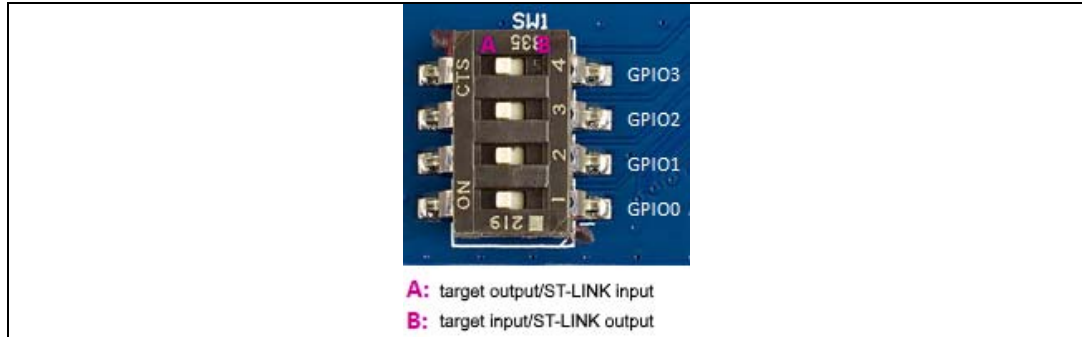 SW1
A 835 B
CTS
4
GPIO3
3
GPIO2
2
GPIO1
ON
1
GPIO0
219
A: target output/ST-LINK input
B: target input/ST-LINK output